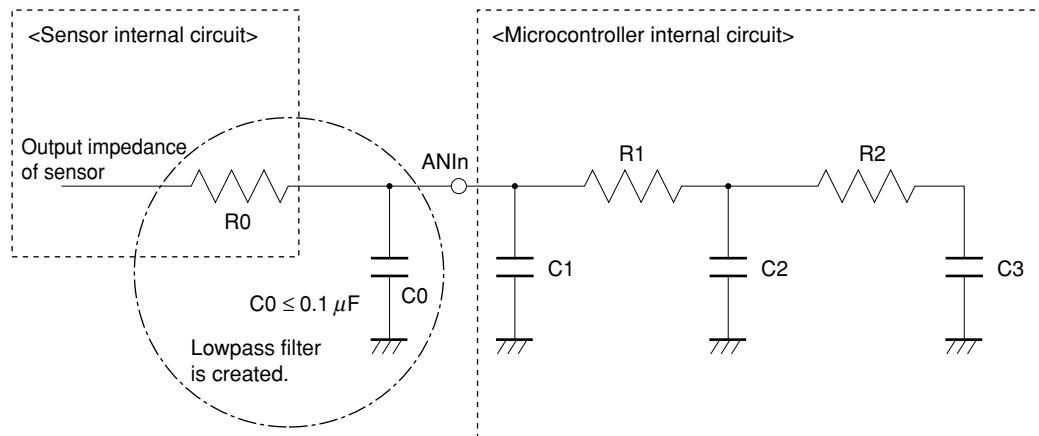 <Sensor internal circuit>
<Microcontroller internal circuit>
Output impedance
of sensor
R0
ANIn
R1
R2
C0
C1
C2
C3
C0 ≤ 0.1 µF
Lowpass filter
is created.